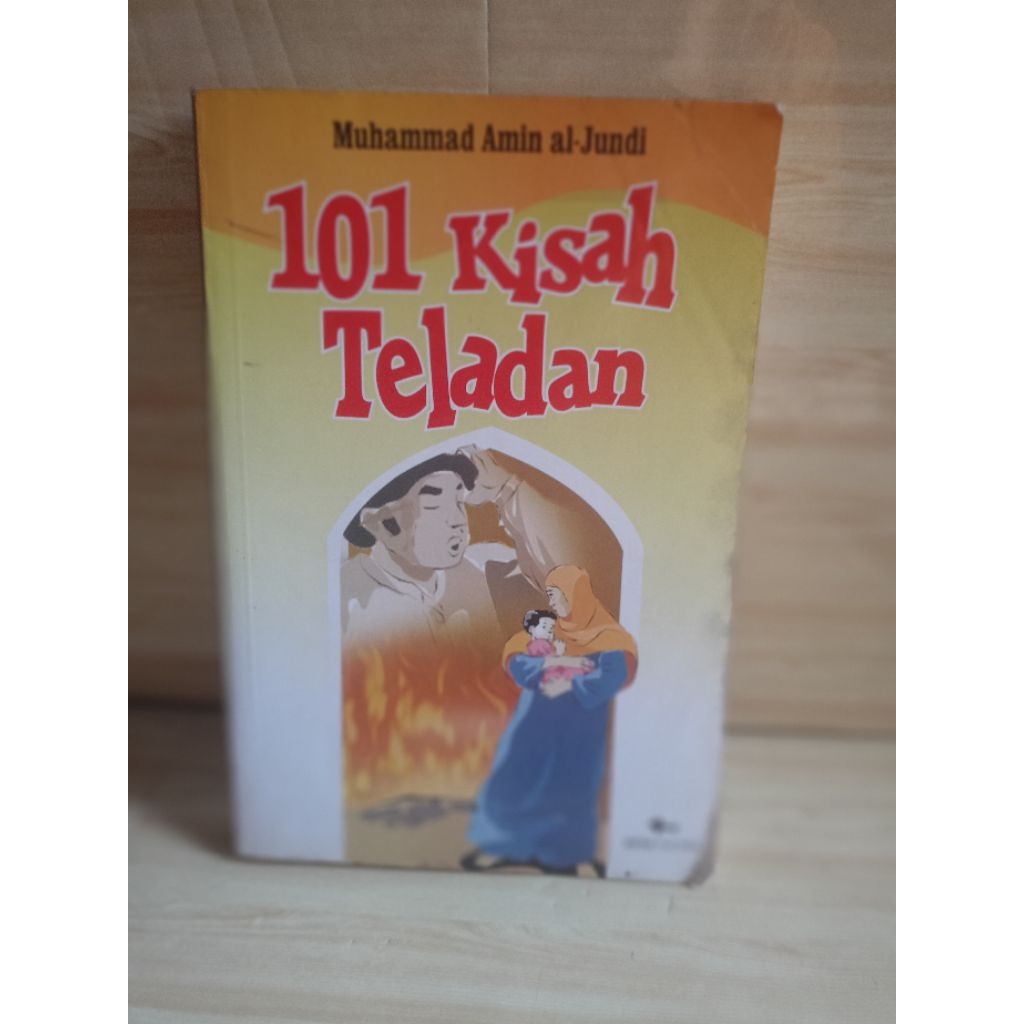 Muhammad Amin al-Jundi
101 Kisah
Teladan